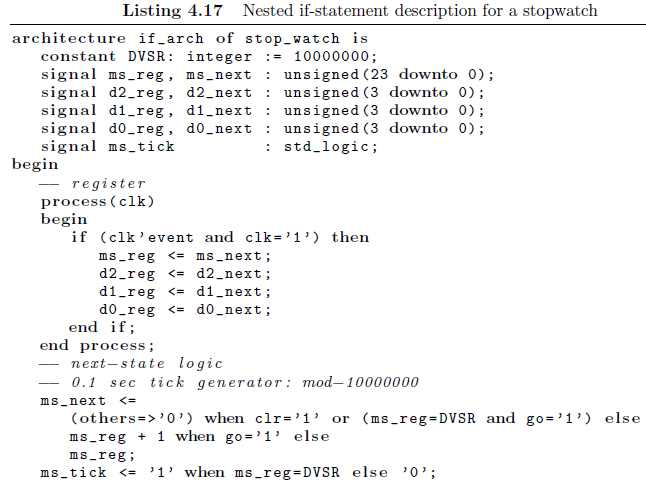 Listing 4.17 Nested if-statement description for a stopwatch
architecture if_arch of stop_watch is
constant DVSR: integer := 10000000;
signal ms_reg, ms_next : unsigned(23 downto 0);
signal d2_reg, d2_next : unsigned(3 downto 0);
signal d1_reg, d1_next : unsigned(3 downto 0);
signal d0_reg, d0_next : unsigned(3 downto 0);
signal ms_tick : std_logic;
begin
— register
process(clk)
begin
if (clk'event and clk='1') then
ms_reg <= ms_next;
d2_reg <= d2_next;
d1_reg <= d1_next;
d0_reg <= d0_next;
end if;
end process;
— next-state logic
— 0.1 sec tick generator: mod-10000000
ms_next <=
(others=>'0') when clr='1' or (ms_reg=DVSR and go='1') else
ms_reg + 1 when go='1' else
ms_reg;
ms_tick <= '1' when ms_reg=DVSR else '0';